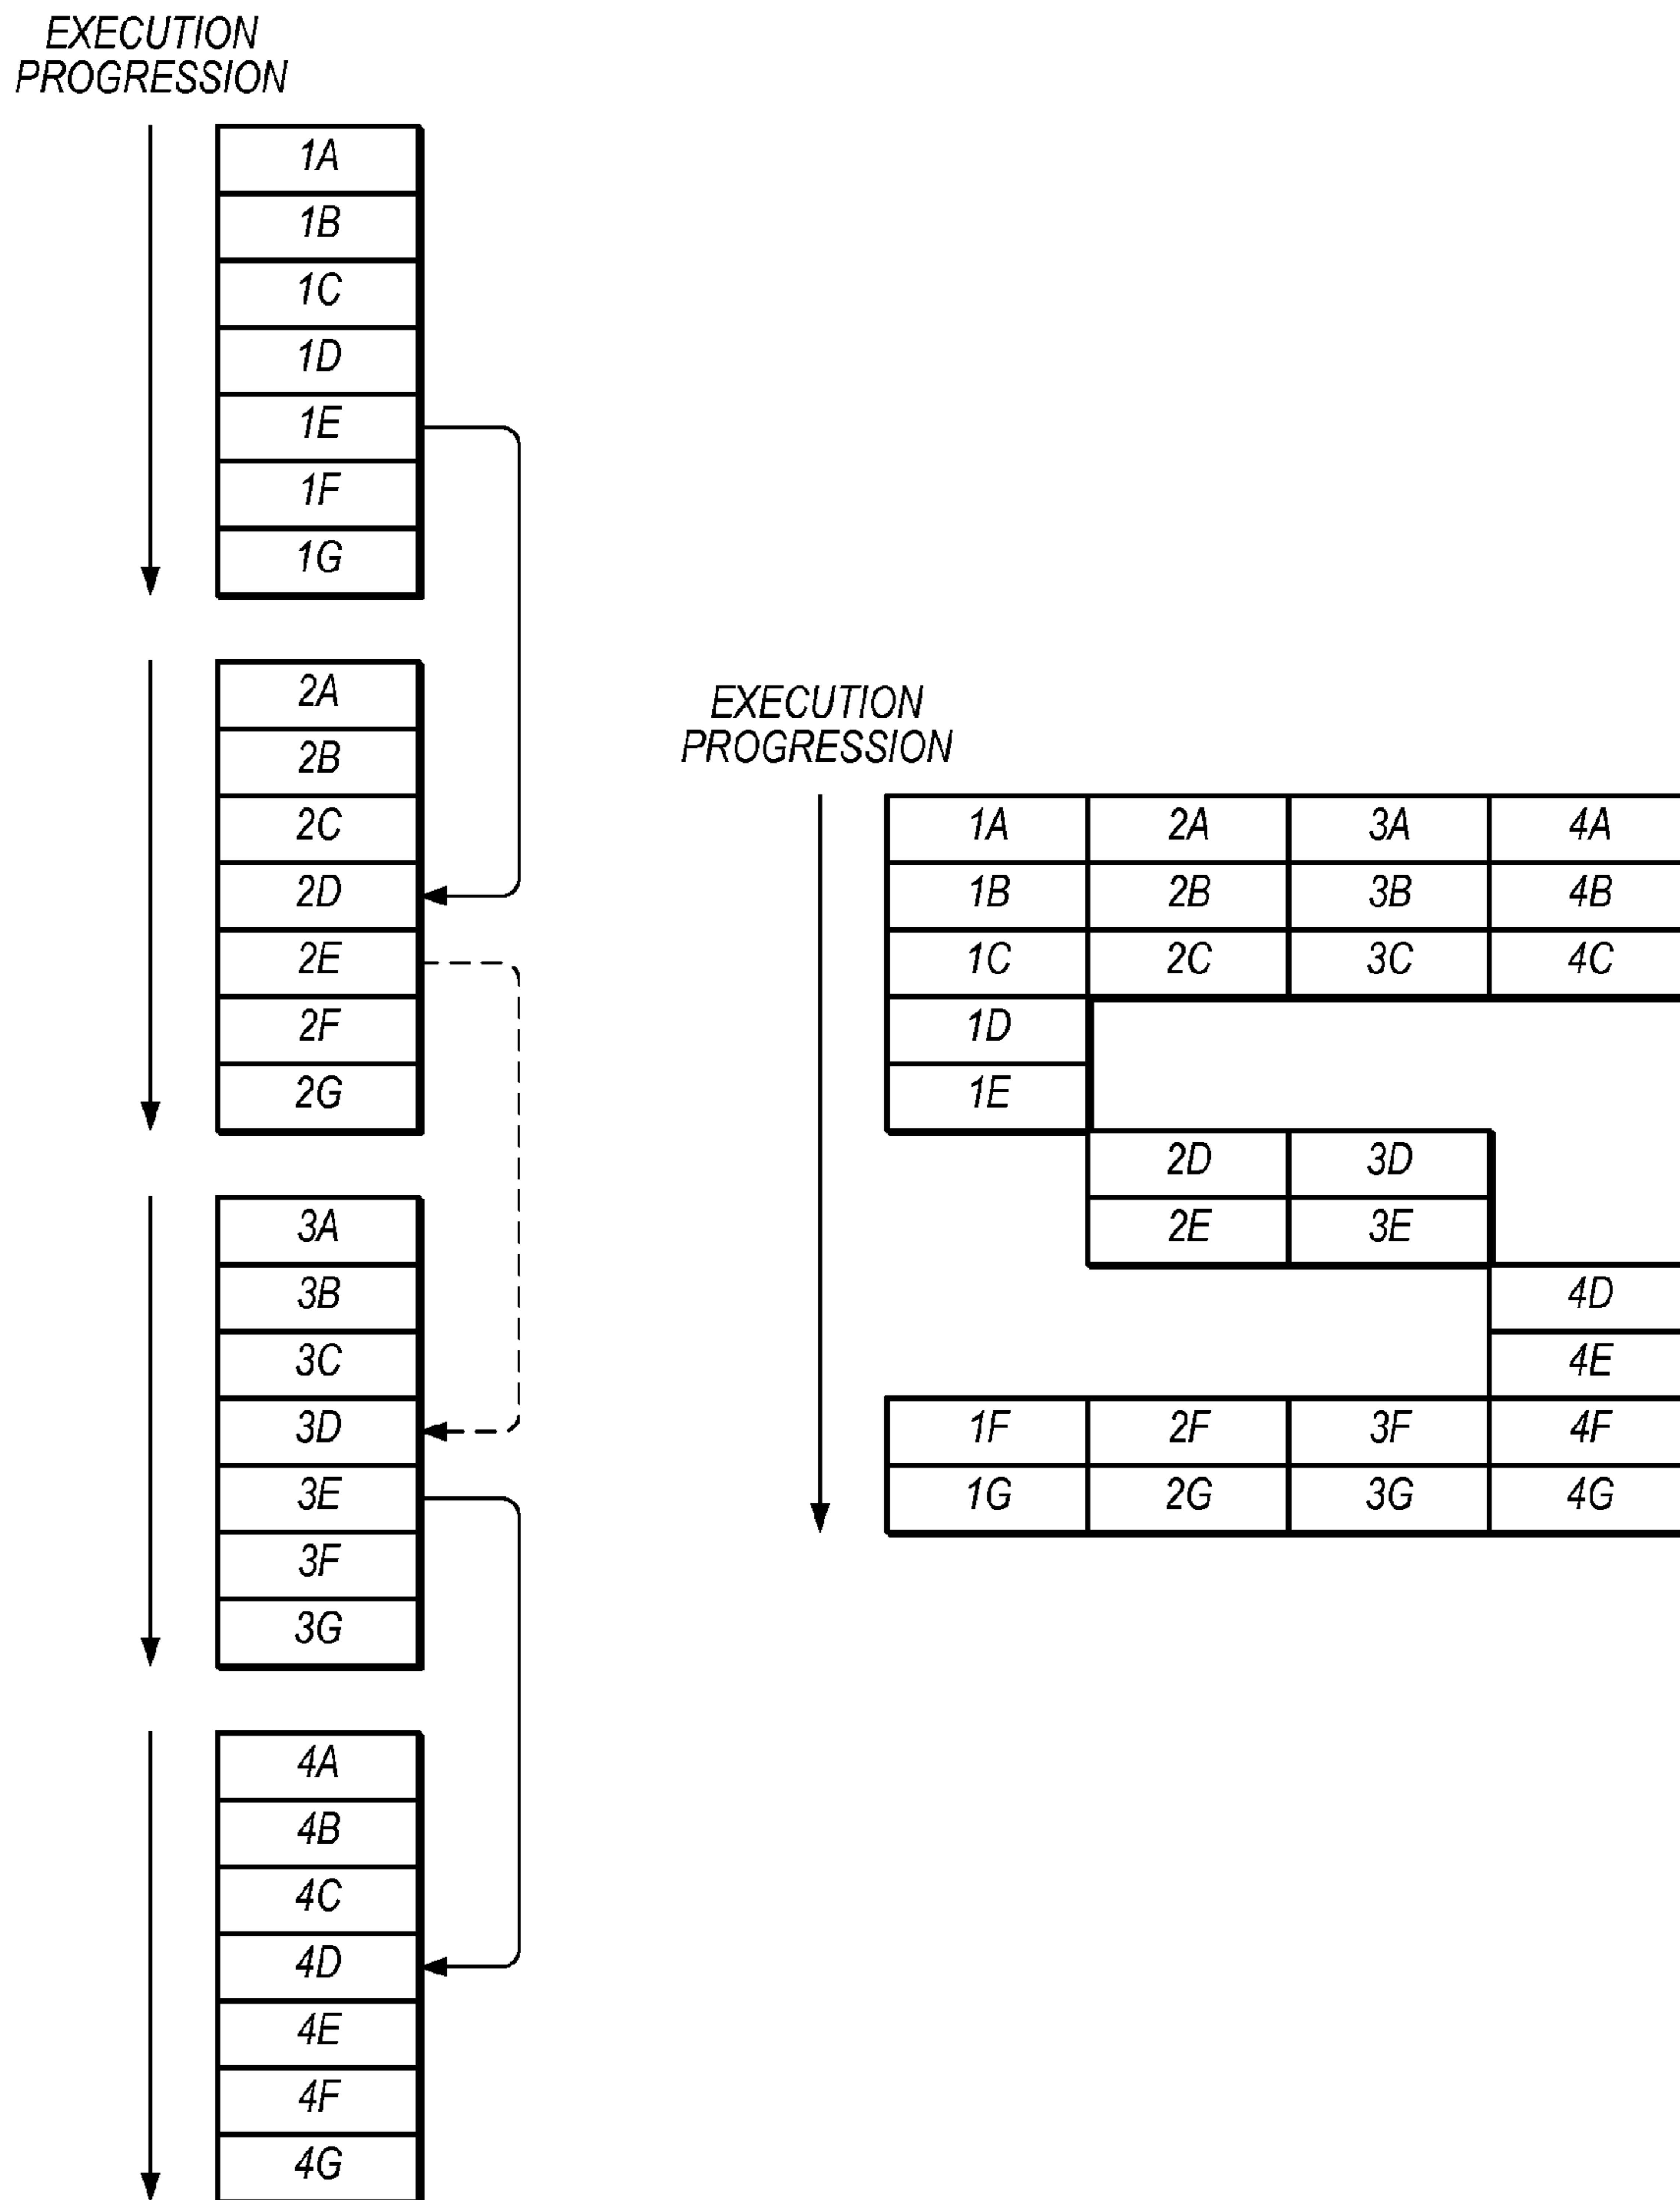 EXECUTION
PROGRESSION
1A
1B
1C
1D
1E
1F
1G
2A
2B
2C
2D
2E
2F
2G
3A
3B
3C
3D
3E
3F
3G
4A
4B
4C
4D
4E
4F
4G
EXECUTION
PROGRESSION
1A 2A 3A 4A
1B 2B 3B 4B
1C 2C 3C 4C
1D
1E
2D 3D
2E 3E
4D
4E
1F 2F 3F 4F
1G 2G 3G 4G